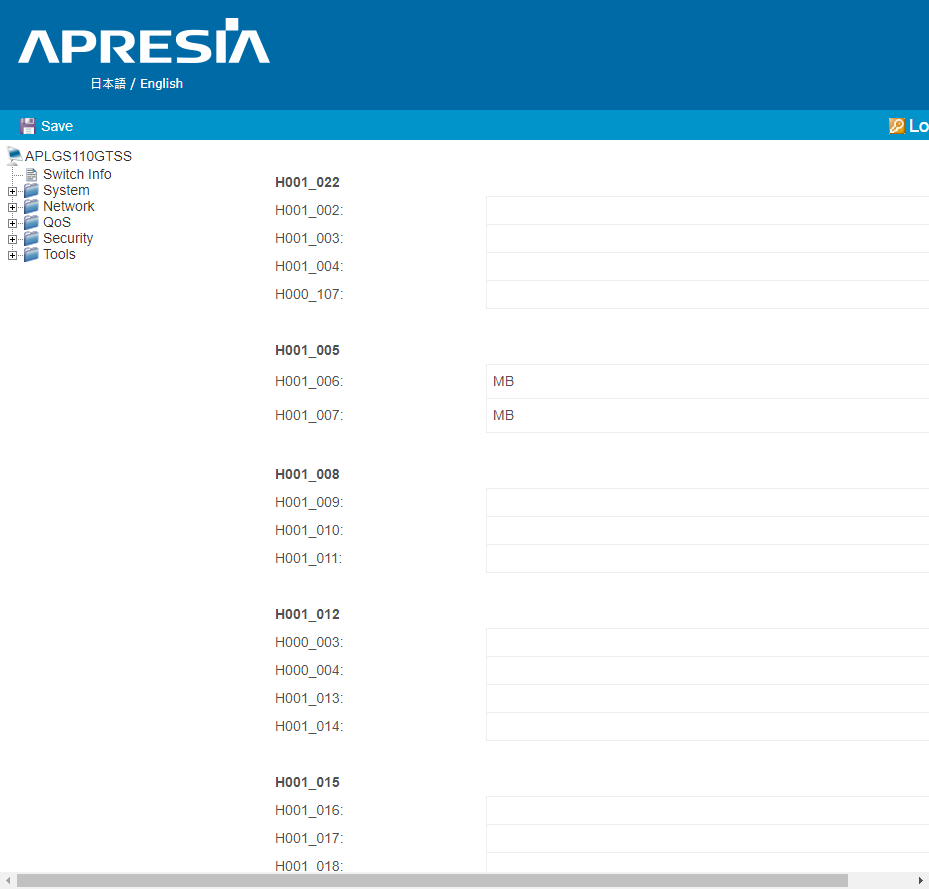 APRESIA
日本語 / English
Save
Lo
APLGS110GTSS
Switch Info
System
Network
QoS
Security
Tools
H001_022
H001_002:
H001_003:
H001_004:
H000_107:
H001_005
H001_006: MB
H001_007: MB
H001_008
H001_009:
H001_010:
H001_011:
H001_012
H000_003:
H000_004:
H001_013:
H001_014:
H001_015
H001_016:
H001_017:
H001_018: